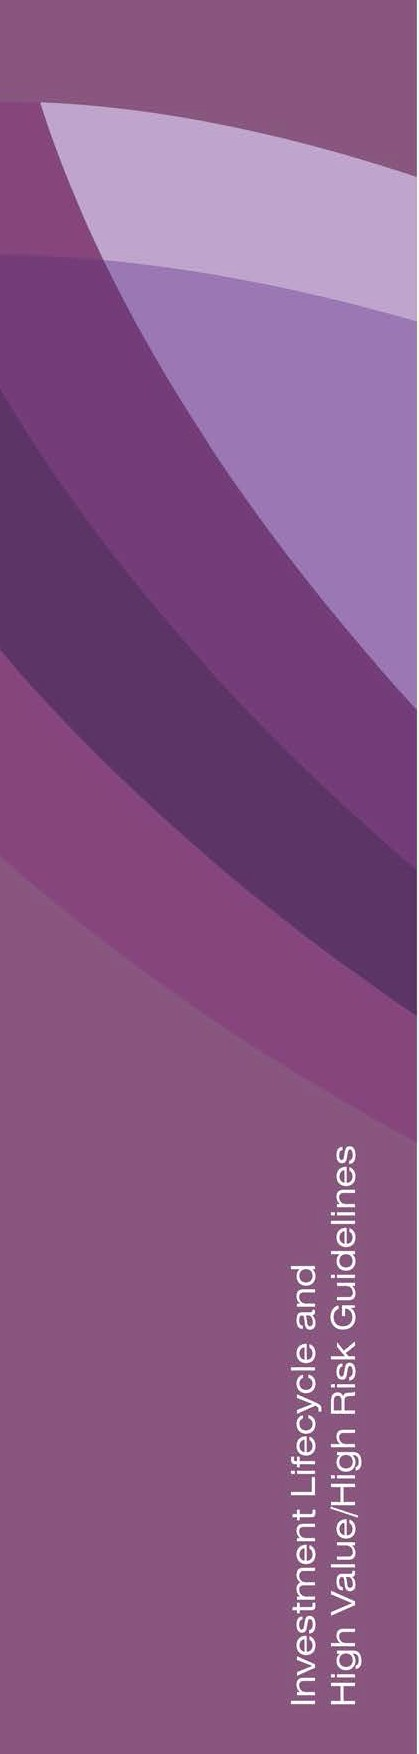 Investment Lifecycle and
High Value/High Risk Guidelines